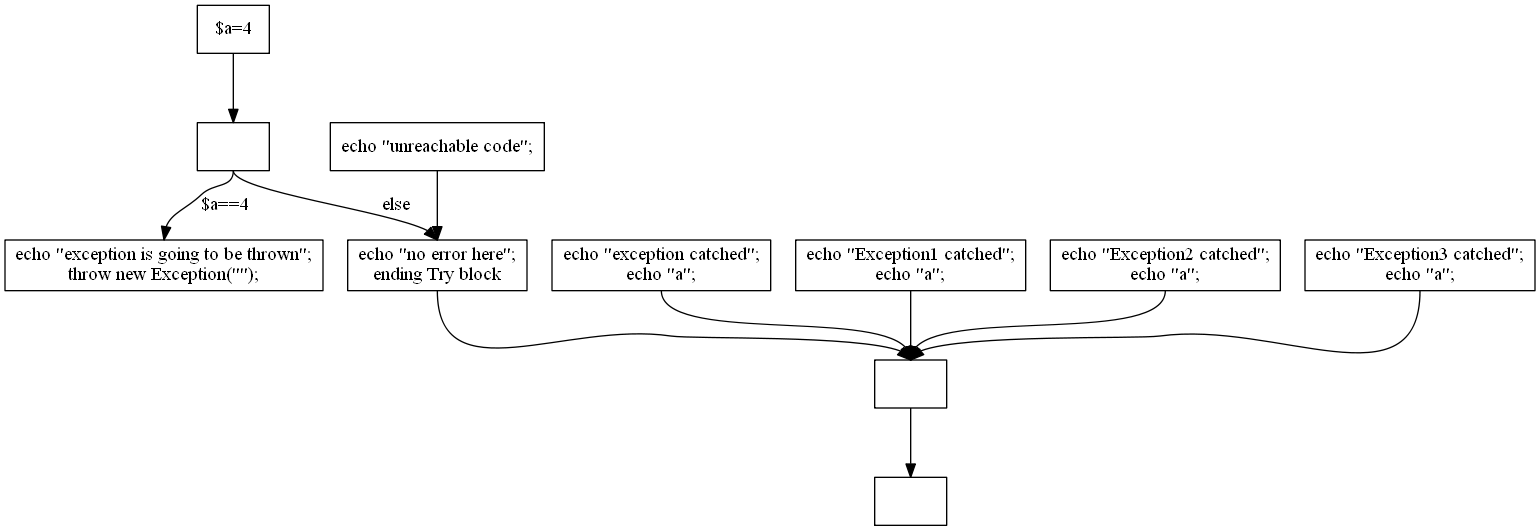 $a=4
echo "unreachable code";
$a==4
else
echo "exception is going to be thrown";
throw new Exception("");
echo "no error here";
ending Try block
echo "exception catched";
echo "a";
echo "Exception1 catched";
echo "a";
echo "Exception2 catched";
echo "a";
echo "Exception3 catched";
echo "a";